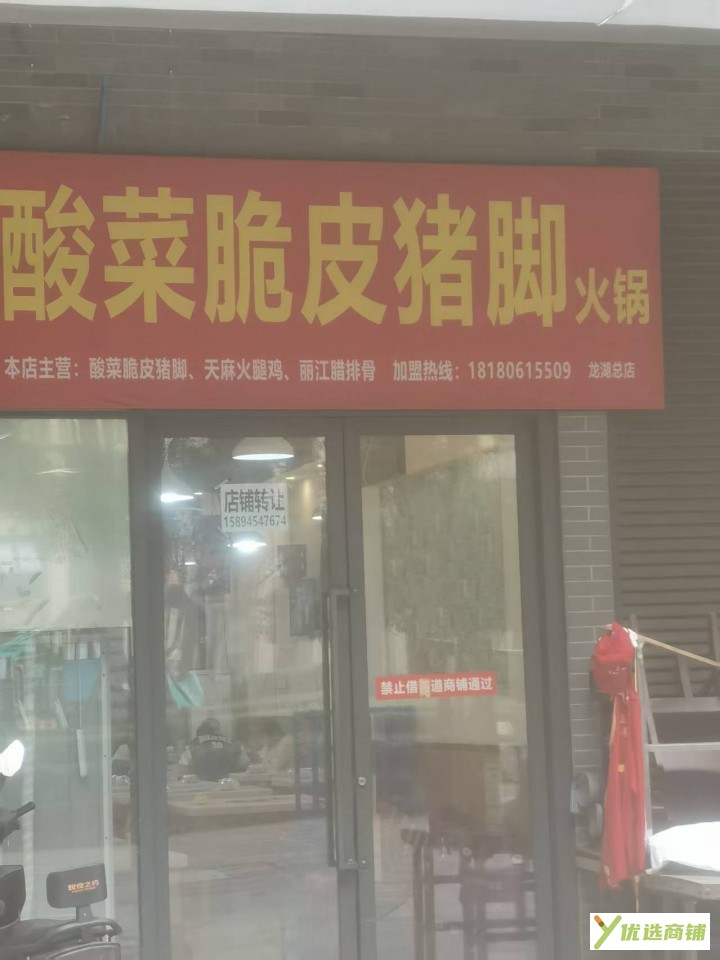 酸菜脆皮猪脚火锅
本店主营：酸菜脆皮猪脚、天麻火腿鸡、丽江腊排骨 加盟热线：18180615509 龙湖总店
店铺转让
15894547674
禁止借道商铺通过
优选商铺